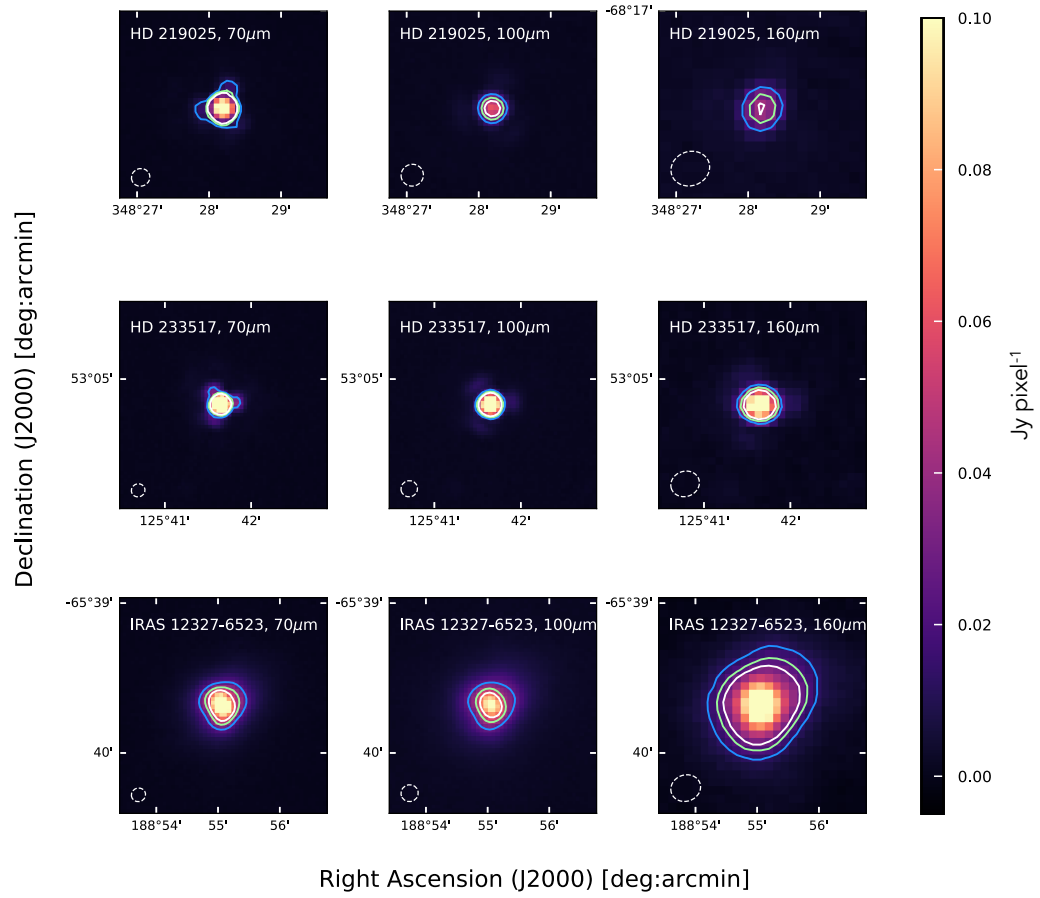 HD 219025, 70μm
348°27' 28' 29'
HD 219025, 100μm
348°27' 28' 29'
-68°17'
HD 219025, 160μm
348°27' 28' 29'
HD 233517, 70μm
53°05'
125°41' 42'
HD 233517, 100μm
53°05'
125°41' 42'
HD 233517, 160μm
53°05'
125°41' 42'
-65°39'
IRAS 12327-6523, 70μm
40'
188°54' 55' 56'
-65°39'
IRAS 12327-6523, 100μm
40'
188°54' 55' 56'
-65°39'
IRAS 12327-6523, 160μm
40'
188°54' 55' 56'
Declination (J2000) [deg:arcmin]
Right Ascension (J2000) [deg:arcmin]
0.10
0.08
0.06
0.04
0.02
0.00
Jy pixel⁻¹